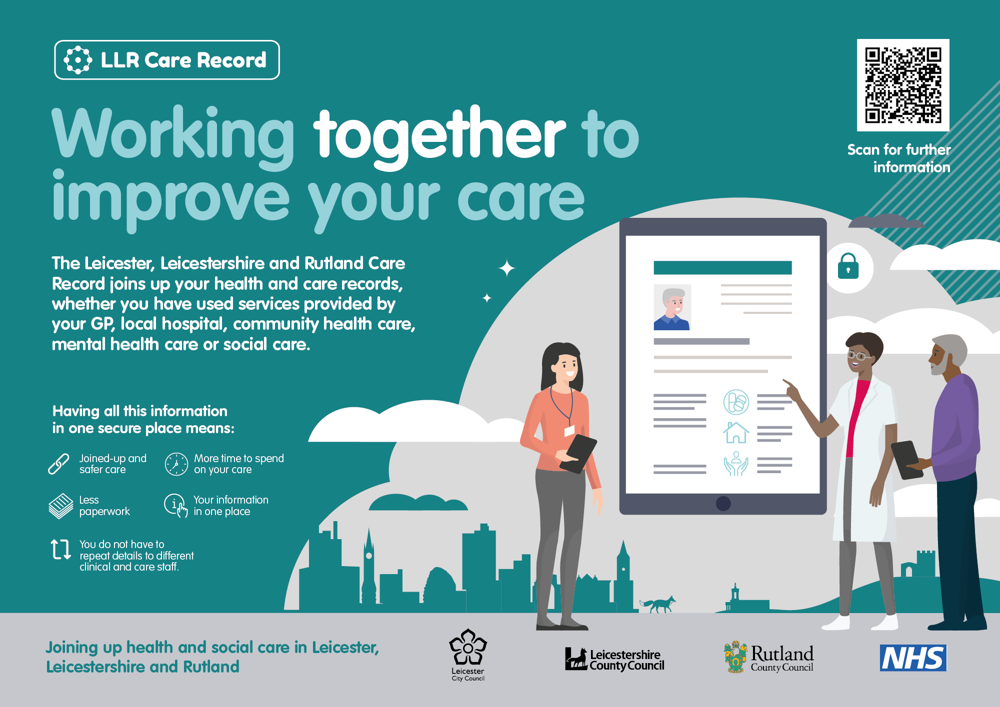 LLR Care Record
Working together to
improve your care
Scan for further
information
The Leicester, Leicestershire and Rutland Care
Record joins up your health and care records,
whether you have used services provided by
your GP, local hospital, community health care,
mental health care or social care.
Having all this information
in one secure place means:
Joined-up and
safer care
More time to spend
on your care
Less
paperwork
i
Your information
in one place
You do not have to
repeat details to different
clinical and care staff.
Joining up health and social care in Leicester,
Leicestershire and Rutland
Leicester
City Council
Leicestershire
County Council
Rutland
County Council
NHS